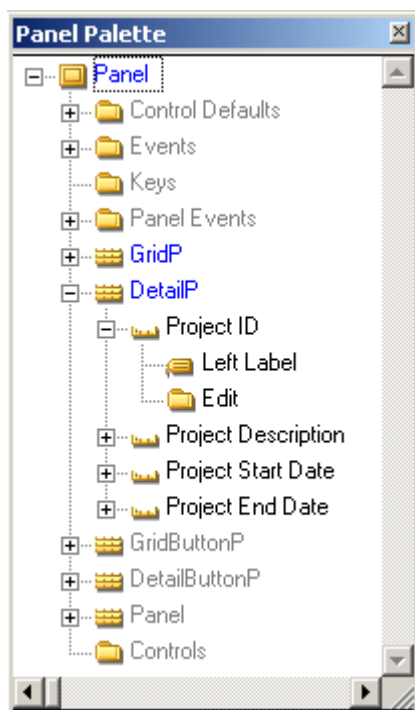 Panel Palette
Panel
Control Defaults
Events
Keys
Panel Events
GridP
DetailP
Project ID
Left Label
Edit
Project Description
Project Start Date
Project End Date
GridButtonP
DetailButtonP
Panel
Controls